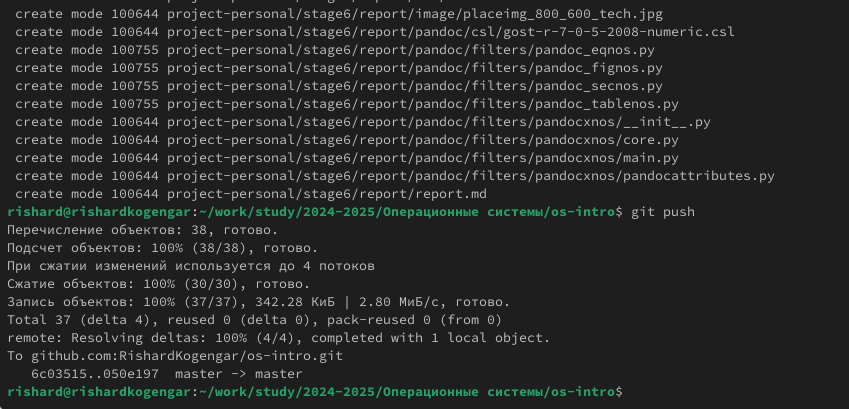 create mode 100644 project-personal/stage6/report/image/placeimg_800_600_tech.jpg
create mode 100644 project-personal/stage6/report/pandoc/csl/gost-r-7-0-5-2008-numeric.csl
create mode 100755 project-personal/stage6/report/pandoc/filters/pandoc_eqnos.py
create mode 100755 project-personal/stage6/report/pandoc/filters/pandoc_fignos.py
create mode 100755 project-personal/stage6/report/pandoc/filters/pandoc_secnos.py
create mode 100755 project-personal/stage6/report/pandoc/filters/pandoc_tablenos.py
create mode 100644 project-personal/stage6/report/pandoc/filters/pandocxnos/__init__.py
create mode 100644 project-personal/stage6/report/pandoc/filters/pandocxnos/core.py
create mode 100644 project-personal/stage6/report/pandoc/filters/pandocxnos/main.py
create mode 100644 project-personal/stage6/report/pandoc/filters/pandocxnos/pandocattributes.py
create mode 100644 project-personal/stage6/report/report.md
rishard@rishardkogengar:~/work/study/2024-2025/Операционные системы/os-intro$ git push
Перечисление объектов: 38, готово.
Подсчет объектов: 100% (38/38), готово.
При сжатии изменений используется до 4 потоков
Сжатие объектов: 100% (30/30), готово.
Запись объектов: 100% (37/37), 342.28 КиБ | 2.80 МиБ/с, готово.
Total 37 (delta 4), reused 0 (delta 0), pack-reused 0 (from 0)
remote: Resolving deltas: 100% (4/4), completed with 1 local object.
To github.com:RishardKogengar/os-intro.git
6c03515..050e197  master -> master
rishard@rishardkogengar:~/work/study/2024-2025/Операционные системы/os-intro$